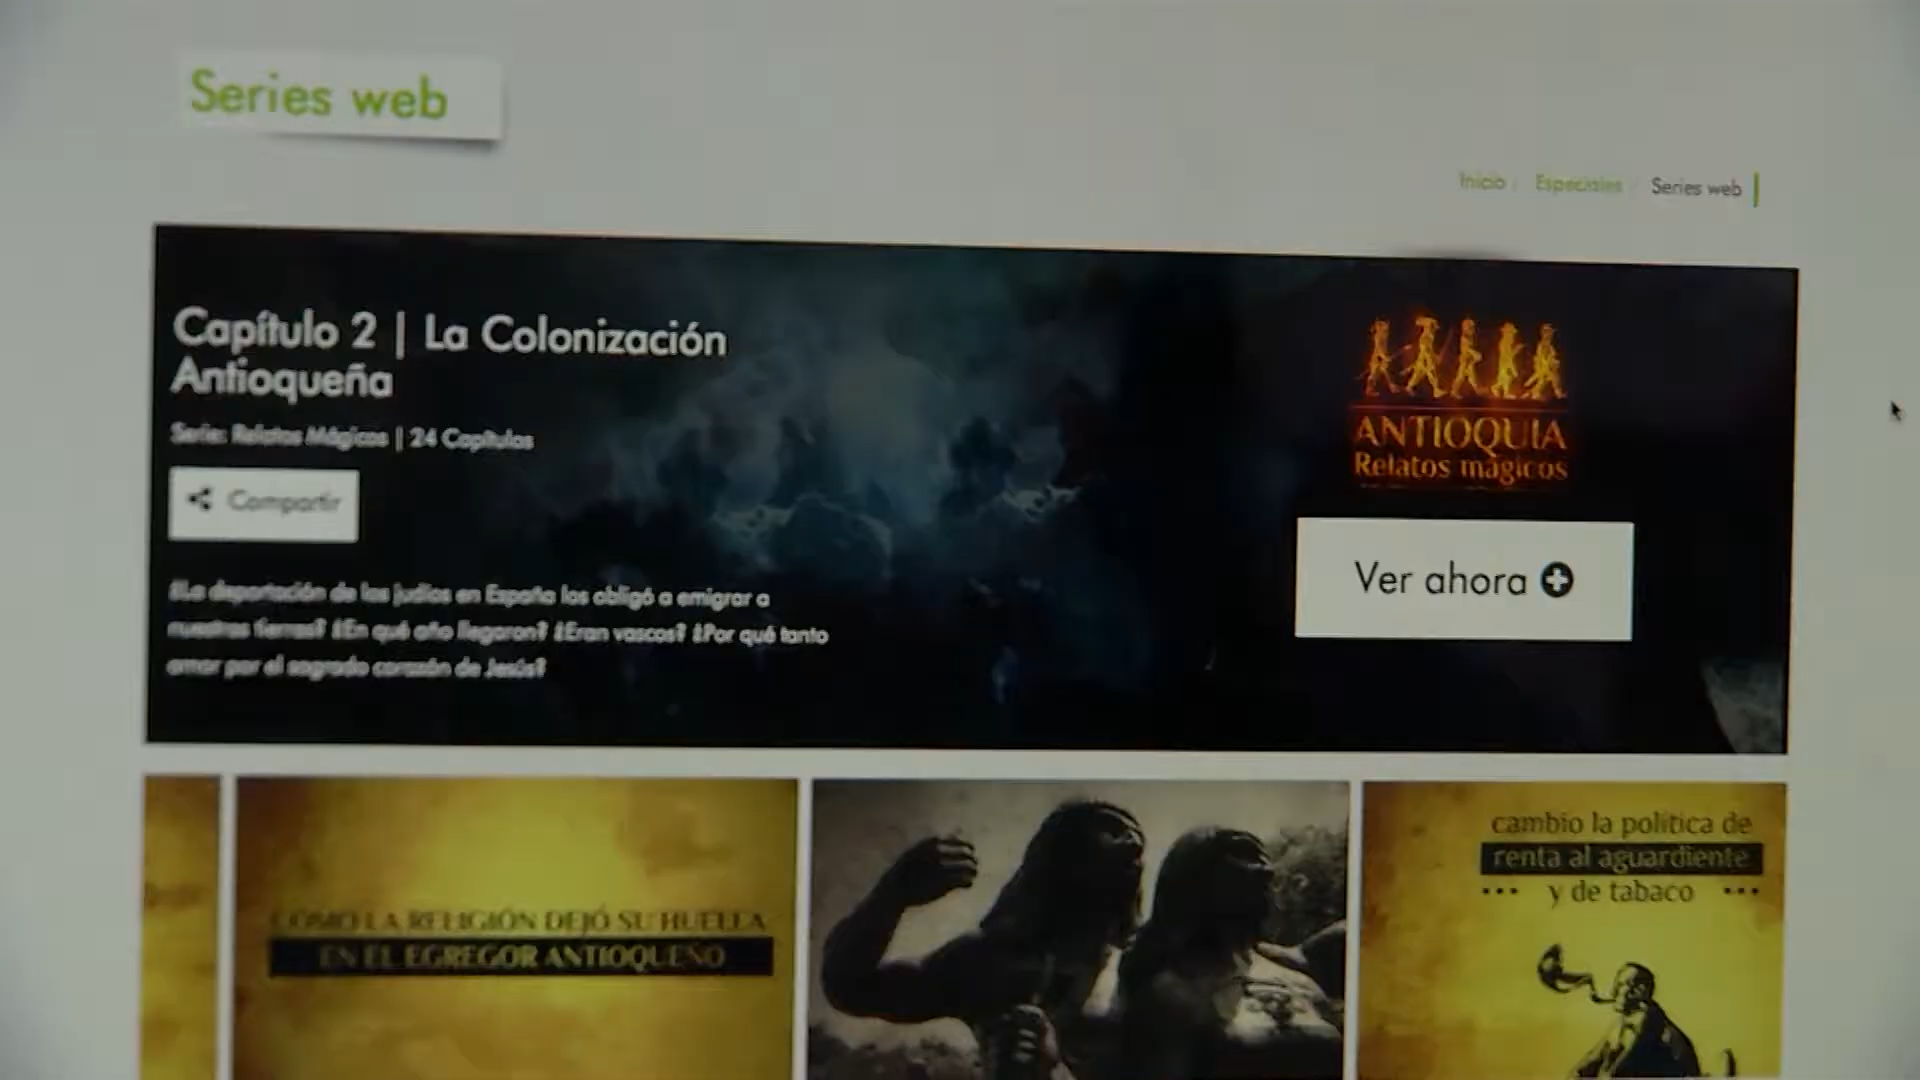 Series web
Inicio / Especiales / Series web
Capítulo 2 | La Colonización
Antioqueña
Serie: Relatos Mágicos | 24 Capítulos
Compartir
¿La deportación de los judíos en España los obligó a emigrar a
nuestras tierras? ¿En qué año llegaron? ¿Eran vascos? ¿Por qué tanto
amor por el sagrado corazón de Jesús?
ANTIOQUIA
Relatos mágicos
Ver ahora
COMO LA RELIGIÓN DEJÓ SU HUELLA
EN EL EGREGOR ANTIOQUEÑO
cambio la política de
renta al aguardiente
••• y de tabaco •••